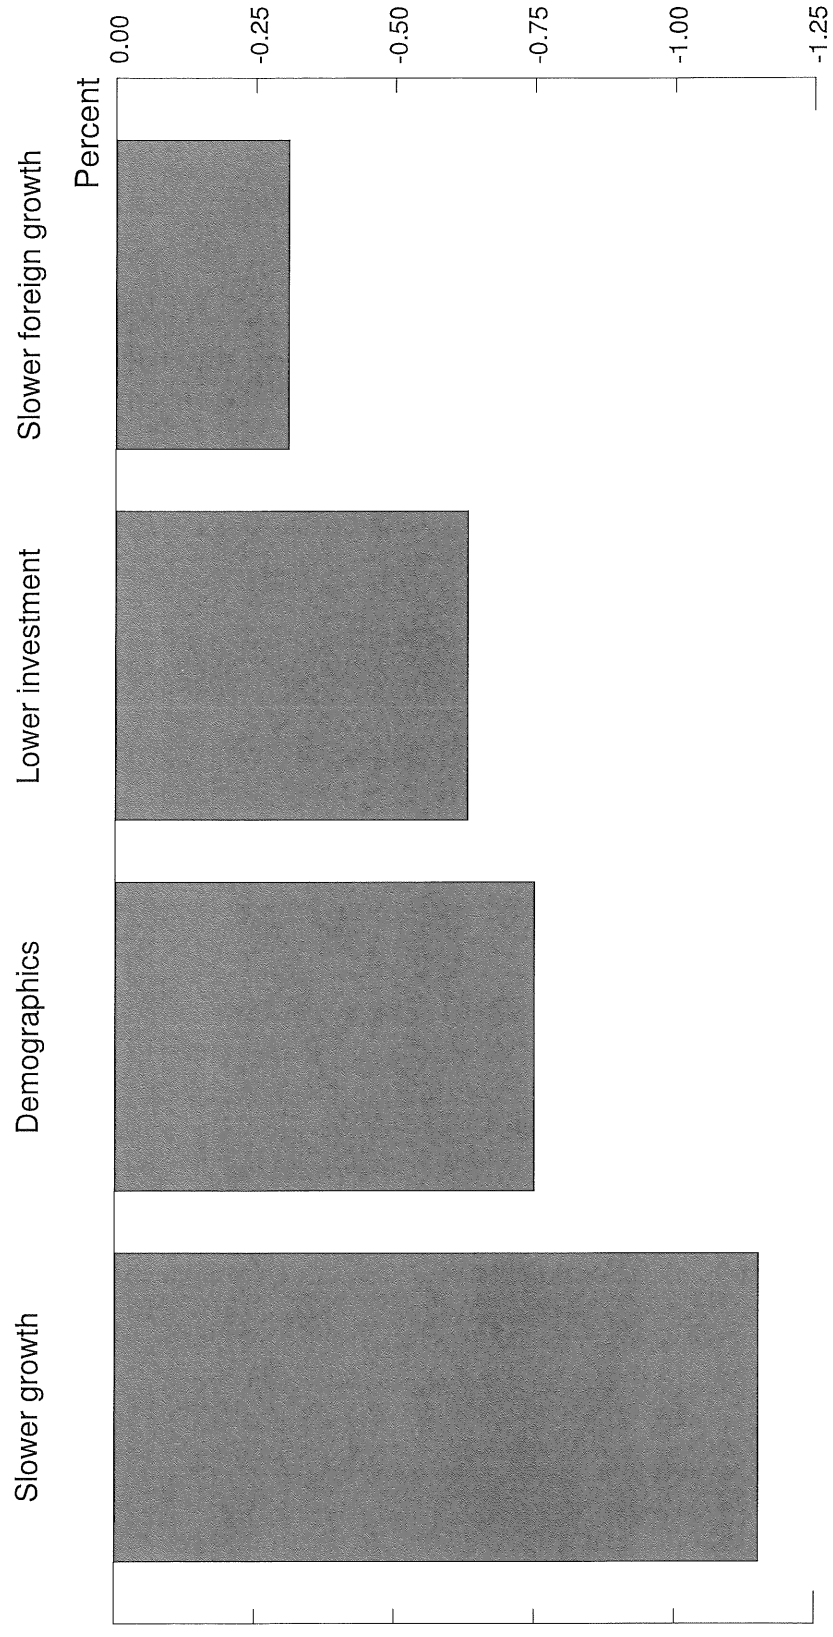 Slower growth
Demographics
Lower investment
Slower foreign growth
Percent
0.00
-0.25
-0.50
-0.75
-1.00
-1.25